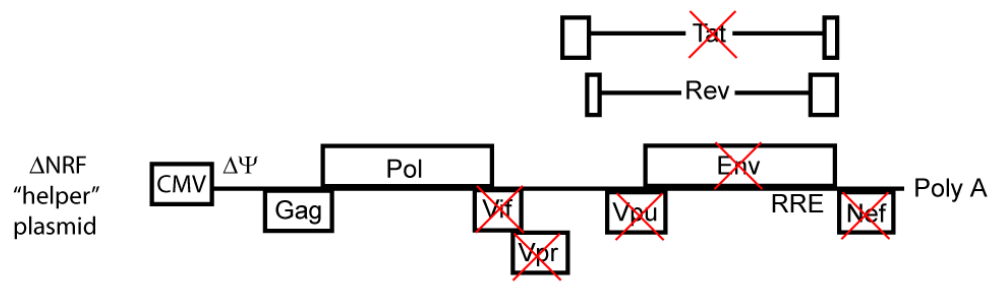 Tat
Rev
ΔNRF
"helper"
plasmid
CMV
ΔΨ
Pol
Env
Poly A
Gag
Vif
Vpu
RRE
Nef
Vpr